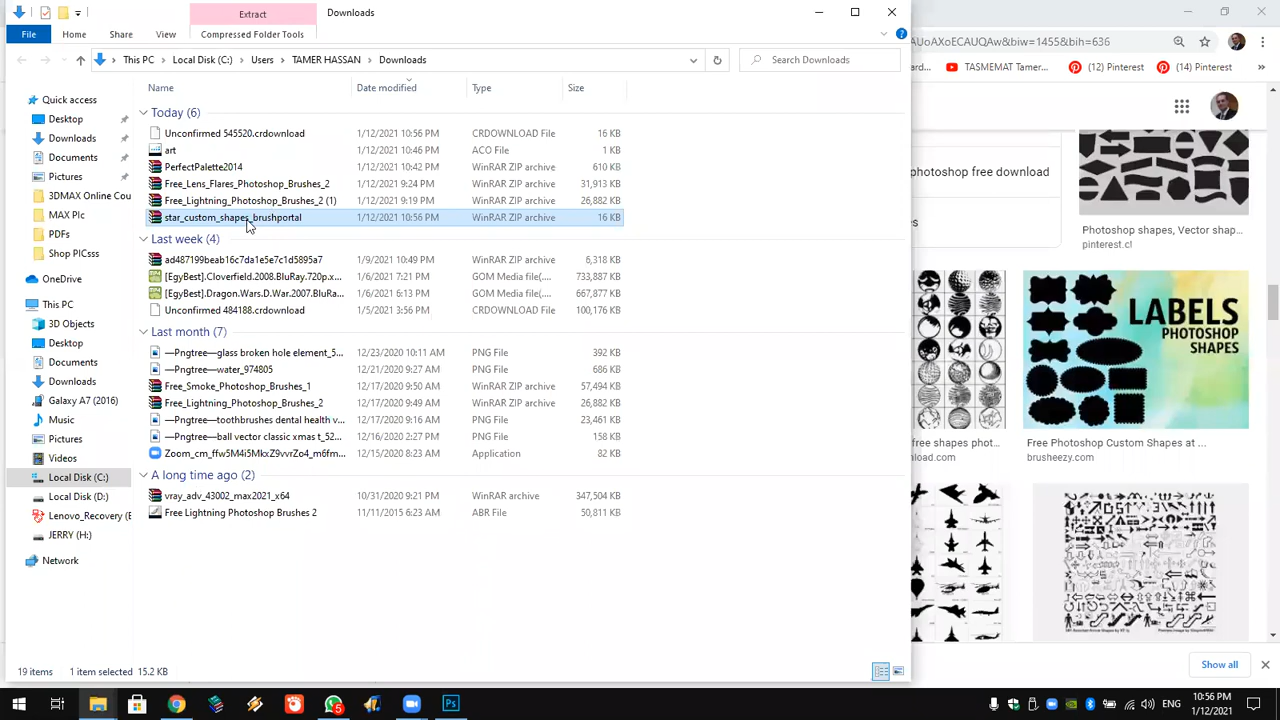 Extract
Downloads
File
Home
Share
View
Compressed Folder Tools
This PC
Local Disk (C:)
Users
TAMER HASSAN
Downloads
Search Downloads
Name
Date modified
Type
Size
Quick access
Desktop
Downloads
Documents
Pictures
3DMAX Online Cou
MAX PIc
PDFs
Shop PICsss
OneDrive
This PC
3D Objects
Desktop
Documents
Downloads
Galaxy A7 (2016)
Music
Pictures
Videos
Local Disk (C:)
Local Disk (D:)
Lenovo_Recovery (E
JERRY (H:)
Network
Today (6)
Unconfirmed 545520.crdownload 1/12/2021 10:56 PM CRDOWNLOAD File 16 KB
art 1/12/2021 10:46 PM ACO File 1 KB
PerfectPalette2014 1/12/2021 10:42 PM WinRAR ZIP archive 610 KB
Free_Lens_Flares_Photoshop_Brushes_2 1/12/2021 9:24 PM WinRAR ZIP archive 31,913 KB
Free_Lightning_Photoshop_Brushes_2 (1) 1/12/2021 9:19 PM WinRAR ZIP archive 26,882 KB
star_custom_shapes_brushportal 1/12/2021 10:56 PM WinRAR ZIP archive 16 KB
Last week (4)
ad487199beab16c7da1e5e7c1d5895a7 1/9/2021 10:49 PM WinRAR ZIP archive 6,318 KB
[EgyBest].Cloverfield.2008.BluRay.720p.x... 1/6/2021 7:21 PM GOM Media file(.... 733,887 KB
[EgyBest].Dragon.Wars.D.War.2007.BluRa... 1/6/2021 6:13 PM GOM Media file(.... 667,877 KB
Unconfirmed 484188.crdownload 1/5/2021 3:56 PM CRDOWNLOAD File 100,176 KB
Last month (7)
—Pngtree—glass broken hole element_5... 12/23/2020 10:11 AM PNG File 392 KB
—Pngtree—water_974805 12/21/2020 9:27 AM PNG File 686 KB
Free_Smoke_Photoshop_Brushes_1 12/17/2020 9:50 AM WinRAR ZIP archive 57,494 KB
Free_Lightning_Photoshop_Brushes_2 12/17/2020 9:49 AM WinRAR ZIP archive 26,882 KB
—Pngtree—toothbrushes dental health v... 12/17/2020 9:16 AM PNG File 23,461 KB
—Pngtree—ball vector classic xmas t_52... 12/16/2020 2:27 PM PNG File 158 KB
Zoom_cm_ffw5M4i5MkxZ9vvrZo4_m6fm... 12/15/2020 8:23 AM Application 82 KB
A long time ago (2)
vray_adv_43002_max2021_x64 10/31/2020 9:21 PM WinRAR archive 347,504 KB
Free Lightning Photoshop Brushes 2 11/11/2015 6:23 AM ABR File 50,811 KB
19 items
1 item selected 15.2 KB
AUoAXoECAUQAw&biw=1455&bih=636
ard...
TASMEMAT Tamer...
(12) Pinterest
(14) Pinterest
photoshop free download
Photoshop shapes, Vector shap...
pinterest.cl
LABELS
PHOTOSHOP
SHAPES
free shapes phot...
nload.com
Free Photoshop Custom Shapes at ...
brusheezy.com
Show all
Ps
ENG
10:56 PM
1/12/2021